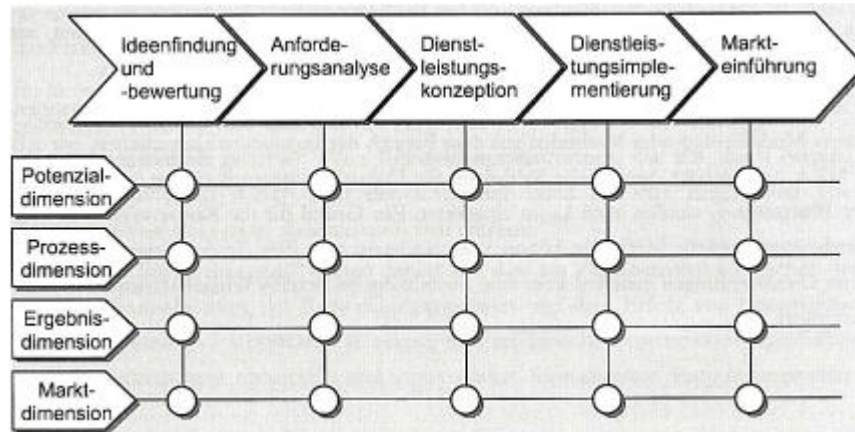 Ideenfindung
und
-bewertung
Anforde-
rungsanalyse
Dienst-
leistungs-
konzeption
Dienstleis-
tungsimple-
mentierung
Markt-
einführung
Potenzial-
dimension
Prozess-
dimension
Ergebnis-
dimension
Markt-
dimension